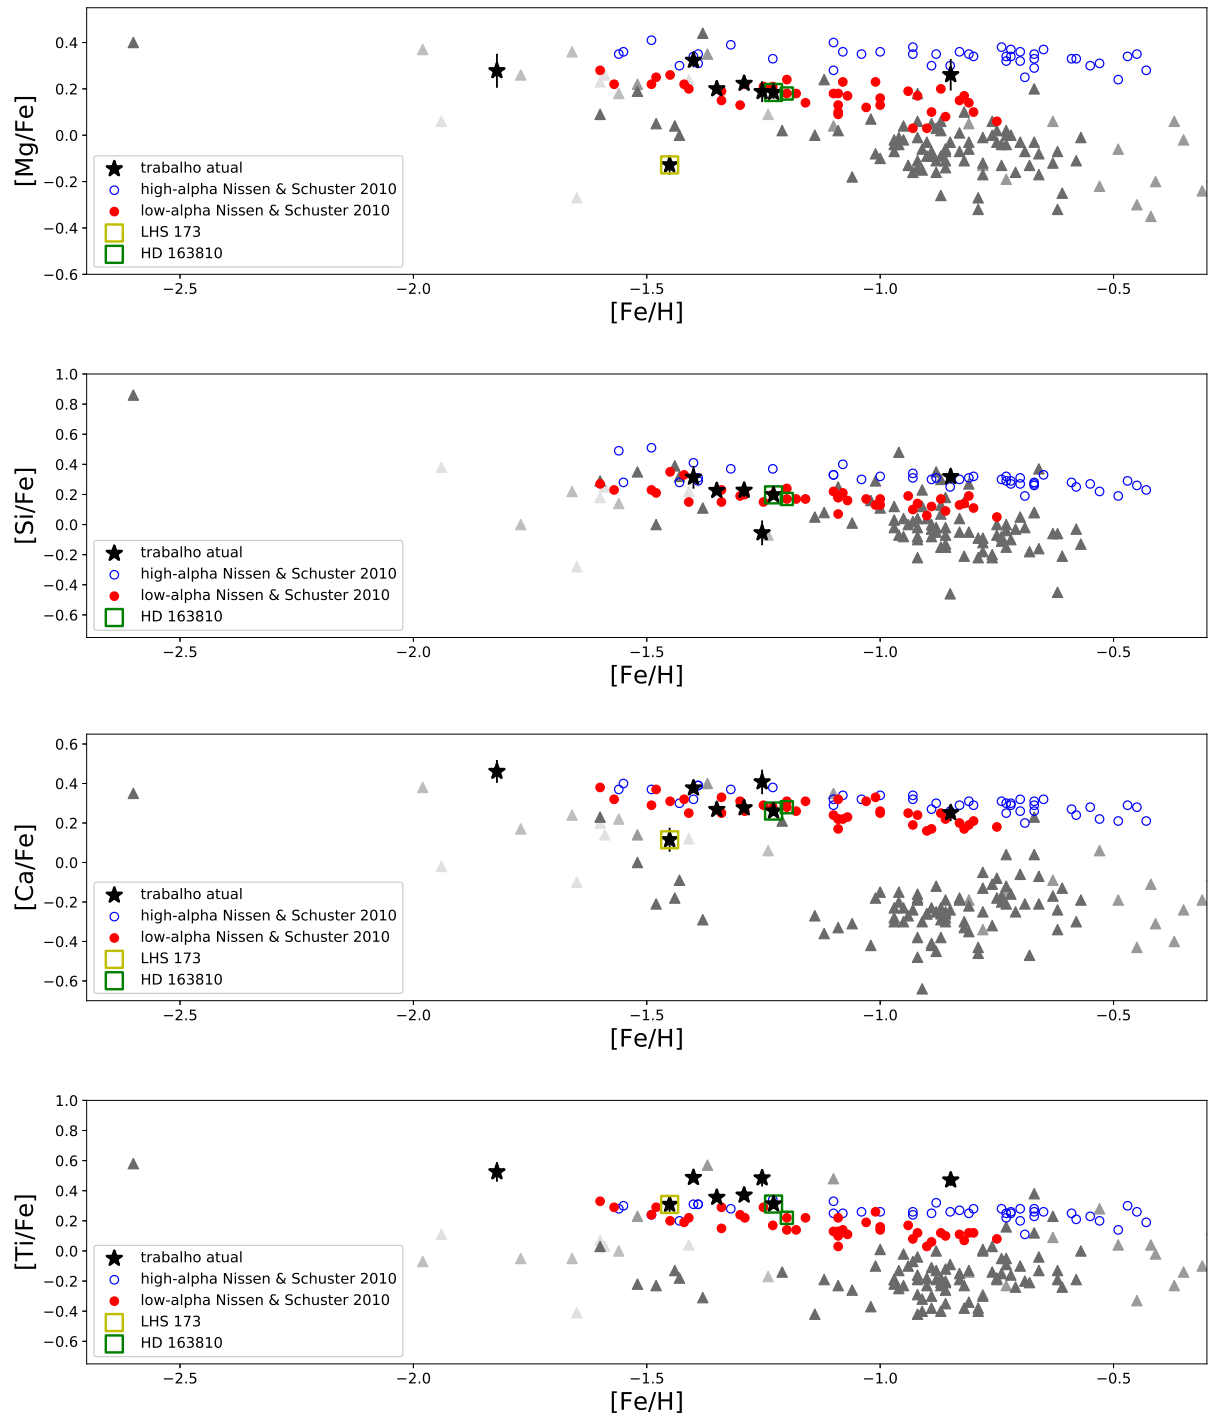 [Mg/Fe]
0.4
0.2
0.0
−0.2
−0.4
−0.6
trabalho atual
high-alpha Nissen & Schuster 2010
low-alpha Nissen & Schuster 2010
LHS 173
HD 163810
−2.5 −2.0 −1.5 −1.0 −0.5
[Fe/H]
[Si/Fe]
1.0
0.8
0.6
0.4
0.2
0.0
−0.2
−0.4
−0.6
trabalho atual
high-alpha Nissen & Schuster 2010
low-alpha Nissen & Schuster 2010
HD 163810
−2.5 −2.0 −1.5 −1.0 −0.5
[Fe/H]
[Ca/Fe]
0.6
0.4
0.2
0.0
−0.2
−0.4
−0.6
trabalho atual
high-alpha Nissen & Schuster 2010
low-alpha Nissen & Schuster 2010
LHS 173
HD 163810
−2.5 −2.0 −1.5 −1.0 −0.5
[Fe/H]
[Ti/Fe]
1.0
0.8
0.6
0.4
0.2
0.0
−0.2
−0.4
−0.6
trabalho atual
high-alpha Nissen & Schuster 2010
low-alpha Nissen & Schuster 2010
LHS 173
HD 163810
−2.5 −2.0 −1.5 −1.0 −0.5
[Fe/H]